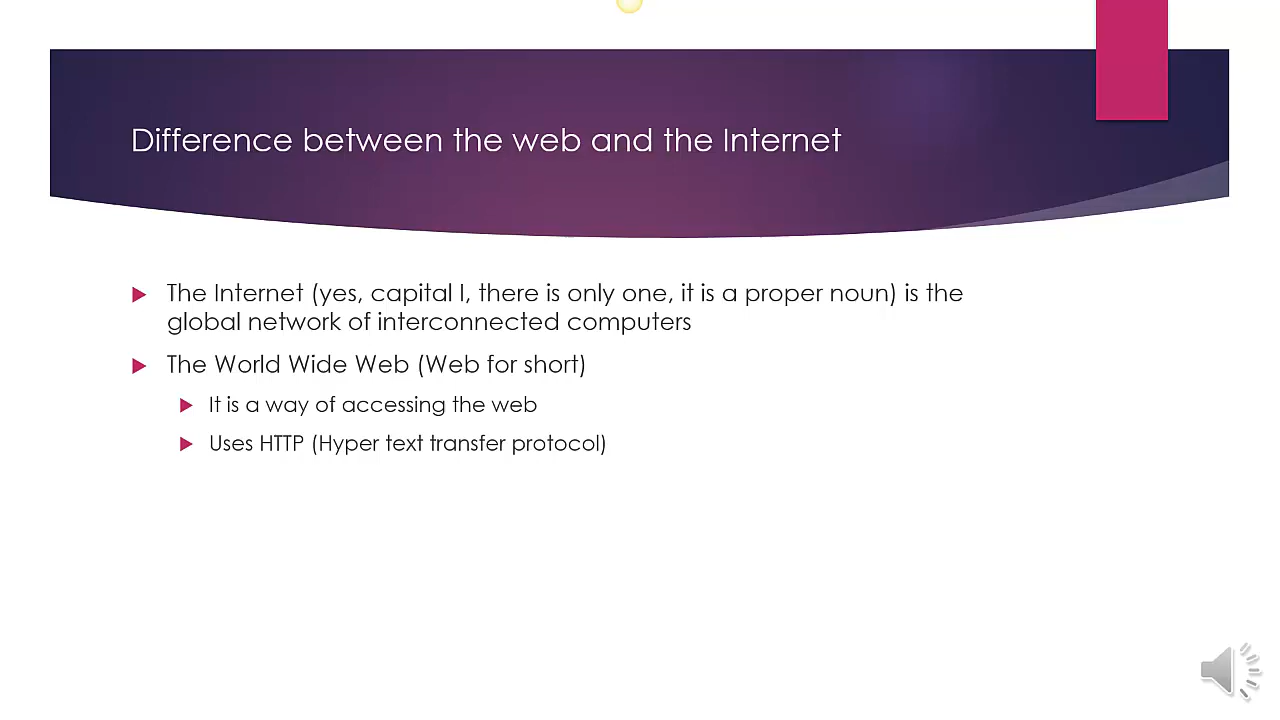 Difference between the web and the Internet
The Internet (yes, capital I, there is only one, it is a proper noun) is the
global network of interconnected computers
The World Wide Web (Web for short)
It is a way of accessing the web
Uses HTTP (Hyper text transfer protocol)